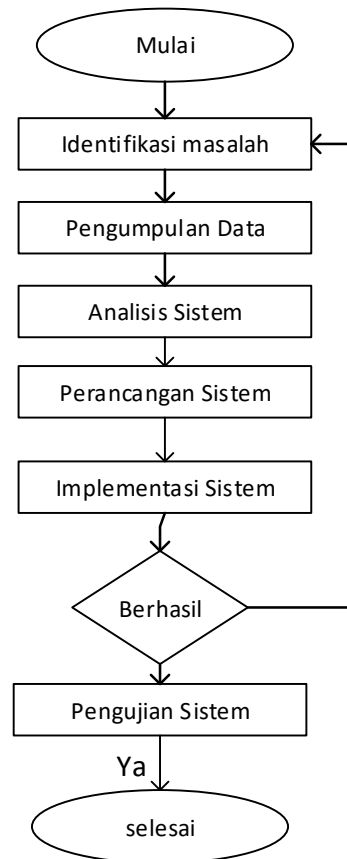 Mulai
Identifikasi masalah
Pengumpulan Data
Analisis Sistem
Perancangan Sistem
Implementasi Sistem
Berhasil
Pengujian Sistem
Ya
selesai